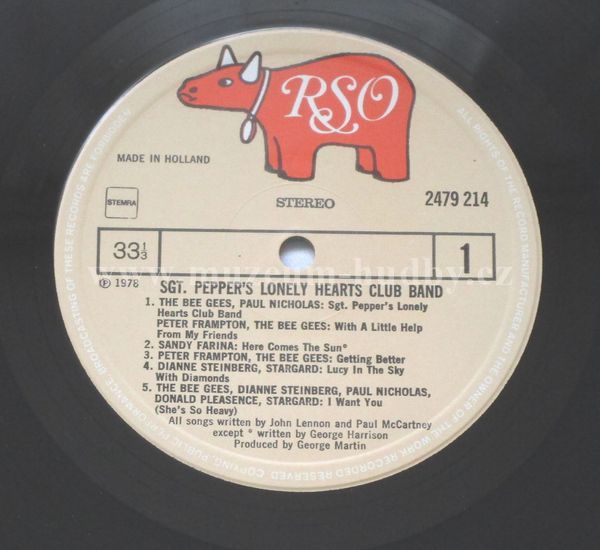 RSO
MADE IN HOLLAND
STEMRA
STEREO
2479 214
33 1/3
1
℗ 1978
SGT. PEPPER'S LONELY HEARTS CLUB BAND
1. THE BEE GEES, PAUL NICHOLAS: Sgt. Pepper's Lonely
Hearts Club Band
PETER FRAMPTON, THE BEE GEES: With A Little Help
From My Friends
2. SANDY FARINA: Here Comes The Sun*
3. PETER FRAMPTON, THE BEE GEES: Getting Better
4. DIANNE STEINBERG, STARGARD: Lucy In The Sky
With Diamonds
5. THE BEE GEES, DIANNE STEINBERG, PAUL NICHOLAS,
DONALD PLEASENCE, STARGARD: I Want You
(She's So Heavy)
All songs written by John Lennon and Paul McCartney
except * written by George Harrison
Produced by George Martin
ALL RIGHTS OF THE RECORD MANUFACTURER AND THE OWNER OF THE WORK RECORDED RESERVED COPYING, PUBLIC PERFORMANCE, BROADCASTING OF THESE RECORDS ARE FORBIDDEN
www.muzeum-hudby.cz